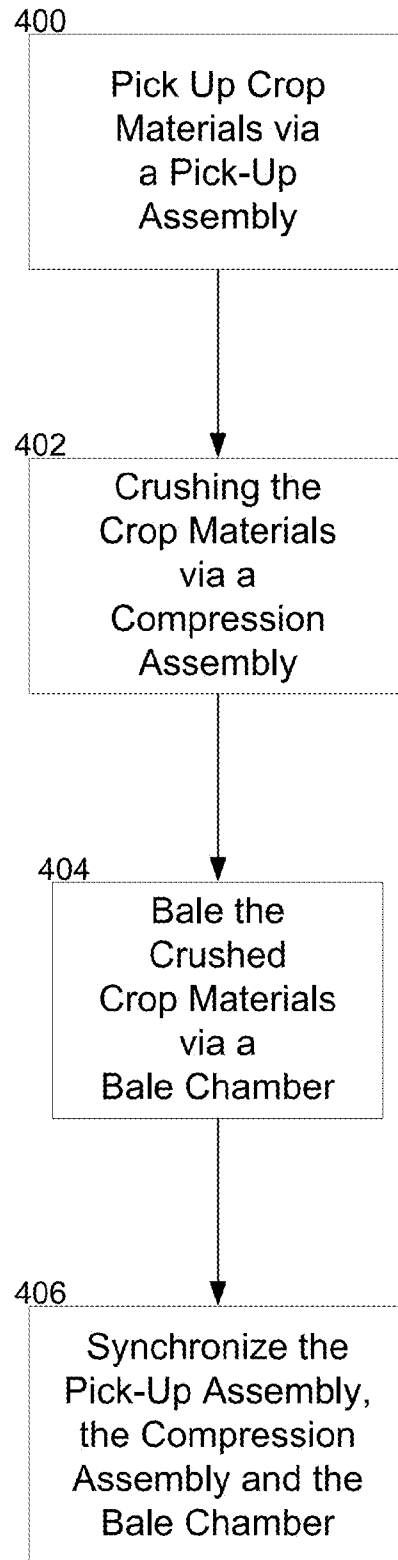 400
Pick Up Crop
Materials via
a Pick-Up
Assembly
402
Crushing the
Crop Materials
via a
Compression
Assembly
404
Bale the
Crushed
Crop Materials
via a
Bale Chamber
406
Synchronize the
Pick-Up Assembly,
the Compression
Assembly and the
Bale Chamber